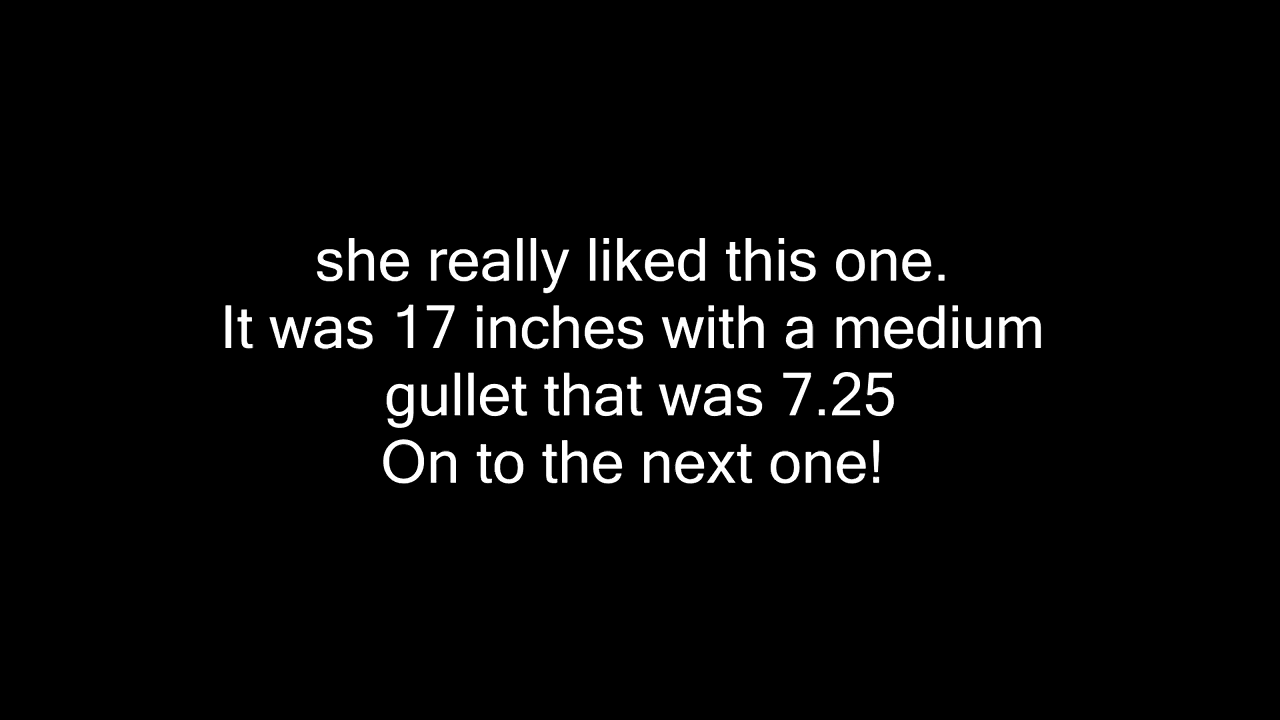 she really liked this one.
It was 17 inches with a medium
gullet that was 7.25
On to the next one!